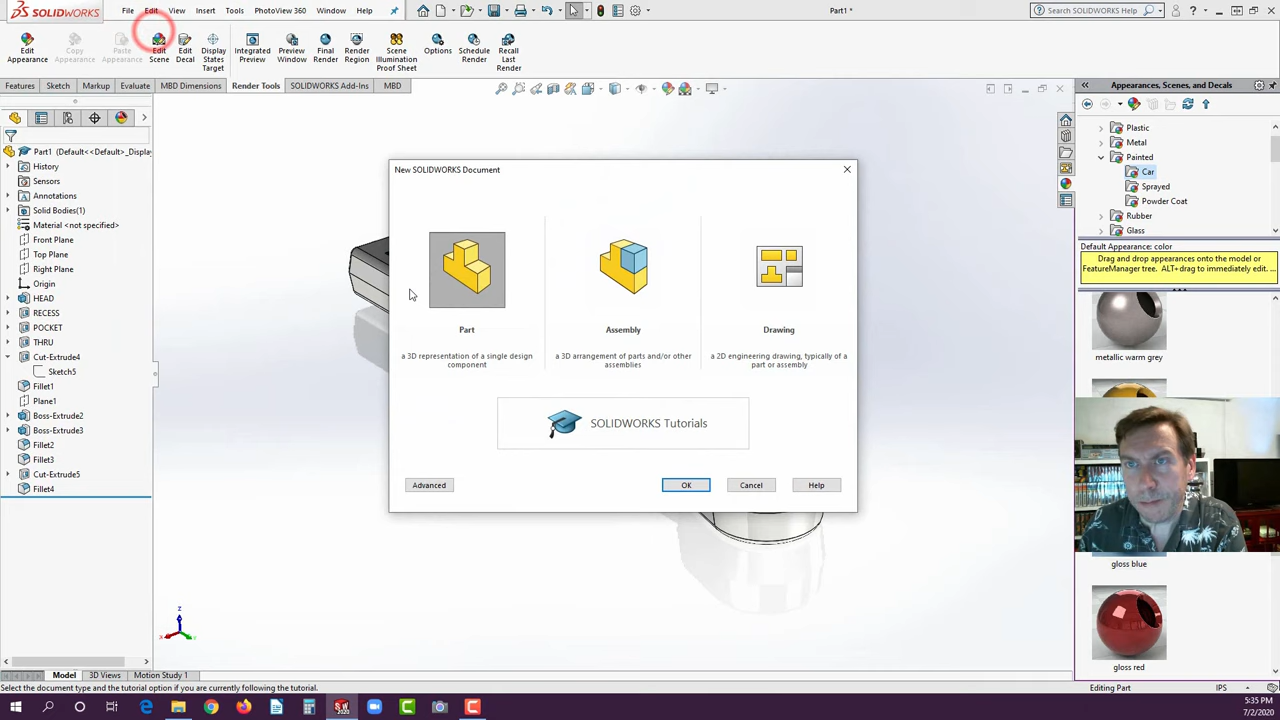 SOLIDWORKS File Edit View Insert Tools PhotoView 360 Window Help Part1 * Search SOLIDWORKS Help
Edit Appearance
Copy Appearance
Paste Appearance
Edit Scene
Edit Decal
Display States Target
Integrated Preview
Preview Window
Final Render
Render Region
Scene Illumination Proof Sheet
Options
Schedule Render
Recall Last Render
Features Sketch Markup Evaluate MBD Dimensions Render Tools SOLIDWORKS Add-Ins MBD
Part1 (Default<<Default>_Display
History
Sensors
Annotations
Solid Bodies(1)
Material <not specified>
Front Plane
Top Plane
Right Plane
Origin
HEAD
RECESS
POCKET
THRU
Cut-Extrude4
Sketch5
Fillet1
Plane1
Boss-Extrude2
Boss-Extrude3
Fillet2
Fillet3
Cut-Extrude5
Fillet4
New SOLIDWORKS Document
Part
a 3D representation of a single design
component
Assembly
a 3D arrangement of parts and/or other
assemblies
Drawing
a 2D engineering drawing, typically of a
part or assembly
SOLIDWORKS Tutorials
Advanced OK Cancel Help
Appearances, Scenes, and Decals
Plastic
Metal
Painted
Car
Sprayed
Powder Coat
Rubber
Glass
Default Appearance: color
Drag and drop appearances onto the model or
FeatureManager tree. ALT+drag to immediately edit. ...
metallic warm grey
gloss blue
gloss red
z
x
y
Model 3D Views Motion Study 1
Select the document type and the tutorial option if you are currently following the tutorial. Editing Part IPS
SW
2020
5:35 PM
7/2/2020